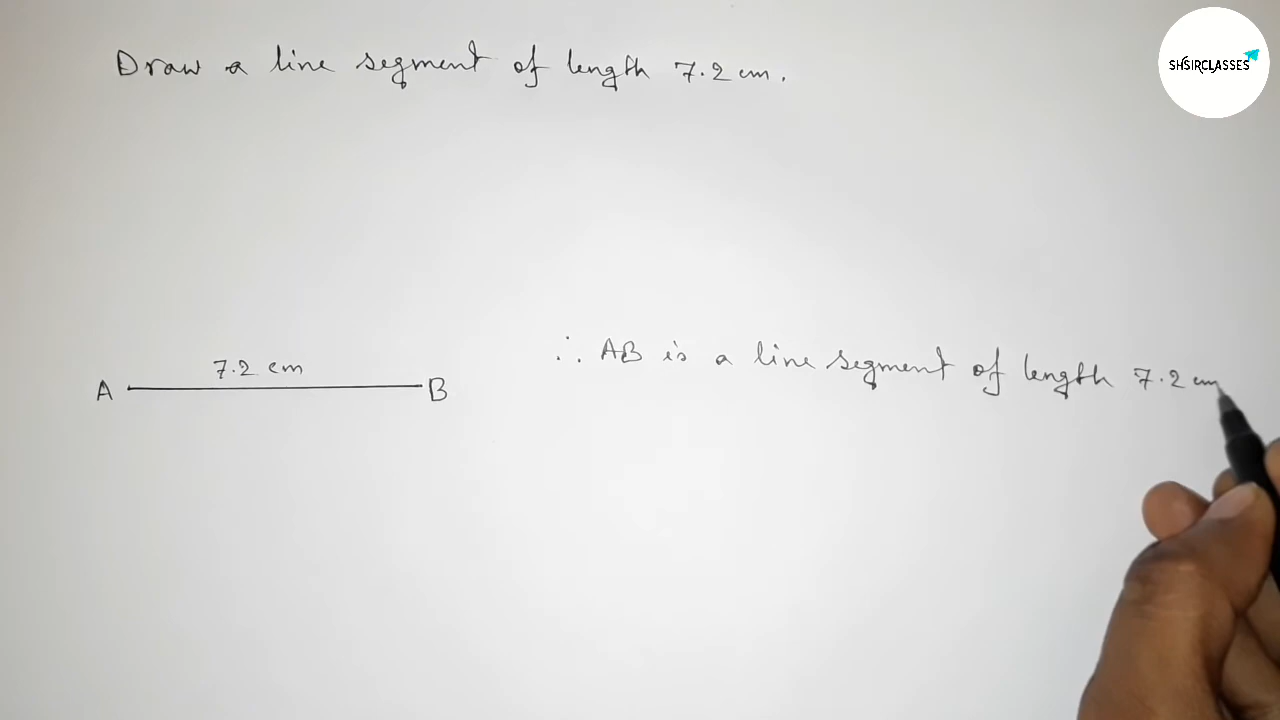 Draw a line segment of length 7.2 cm.
SHSIRCLASSES
7.2 cm
A B
∴ AB is a line segment of length 7.2 cm